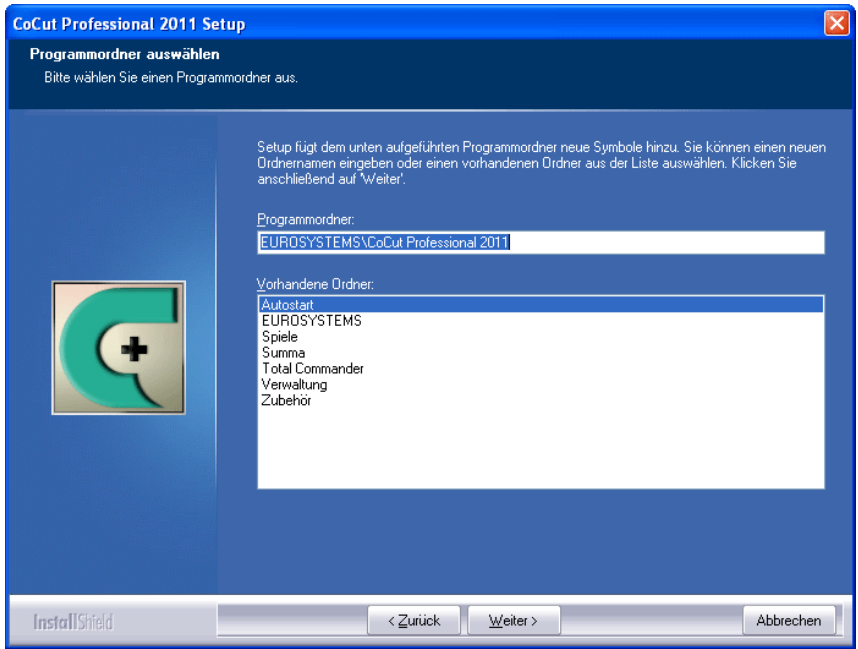 CoCut Professional 2011 Setup
Programmordner auswählen
Bitte wählen Sie einen Programmordner aus.
Setup fügt dem unten aufgeführten Programmordner neue Symbole hinzu. Sie können einen neuen
Ordnernamen eingeben oder einen vorhandenen Ordner aus der Liste auswählen. Klicken Sie
anschließend auf 'Weiter'.
Programmordner:
EUROSYSTEMS\CoCut Professional 2011
Vorhandene Ordner:
Autostart
EUROSYSTEMS
Spiele
Summa
Total Commander
Verwaltung
Zubehör
InstallShield
< Zurück
Weiter >
Abbrechen